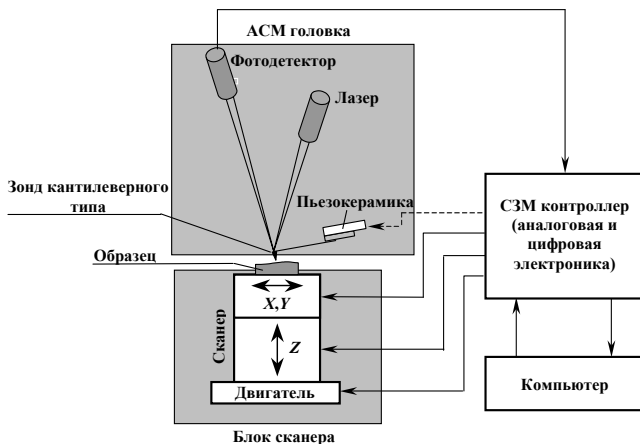 АСМ головка
Фотодетектор
Лазер
Зонд кантилеверного
типа
Пьезокерамика
СЗМ контроллер
(аналоговая и
цифровая
электроника)
Образец
X,Y
Сканер
Z
Двигатель
Компьютер
Блок сканера